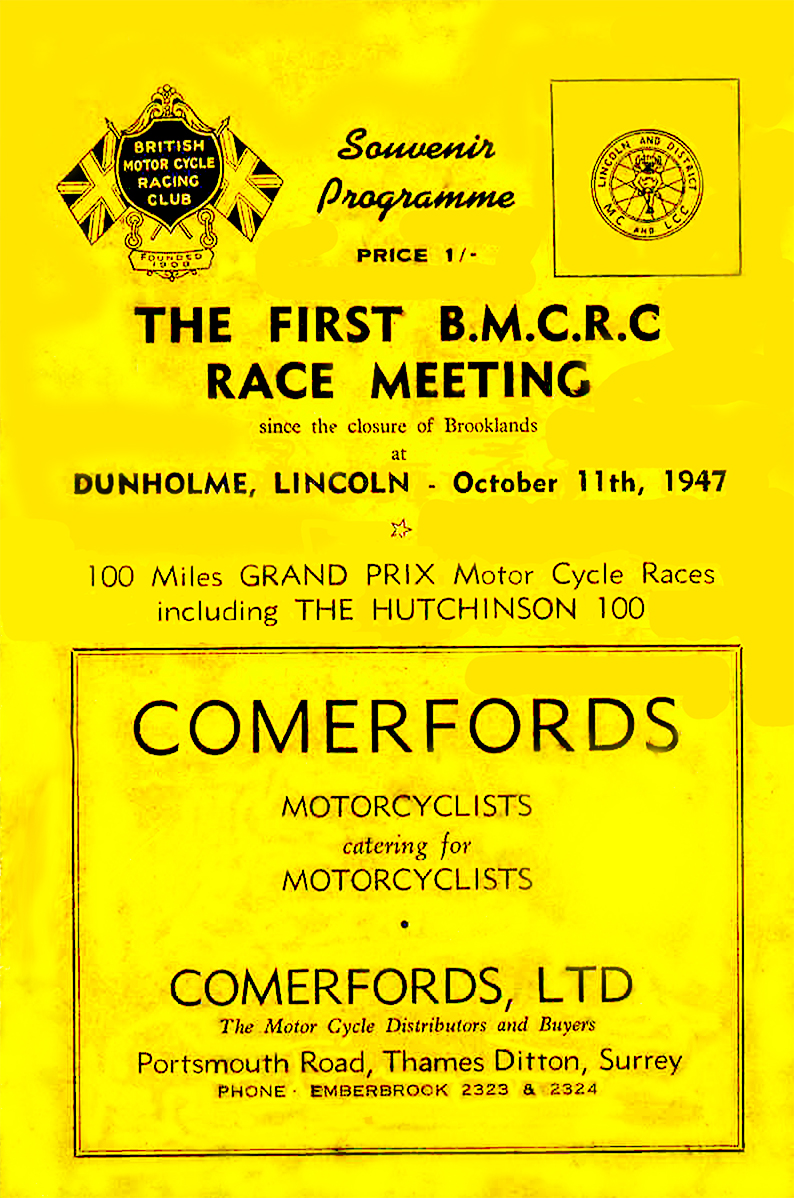 BRITISH
MOTOR CYCLE
RACING
CLUB
FOUNDED
1909
Souvenir
Programme
PRICE 1/-
LINCOLN AND DISTRICT
MC AND LCC
THE FIRST B.M.C.R.C
RACE MEETING
since the closure of Brooklands
at
DUNHOLME, LINCOLN - October 11th, 1947
100 Miles GRAND PRIX Motor Cycle Races
including THE HUTCHINSON 100
COMERFORDS
MOTORCYCLISTS
catering for
MOTORCYCLISTS
COMERFORDS, LTD
The Motor Cycle Distributors and Buyers
Portsmouth Road, Thames Ditton, Surrey
PHONE · EMBERBROOK 2323 & 2324